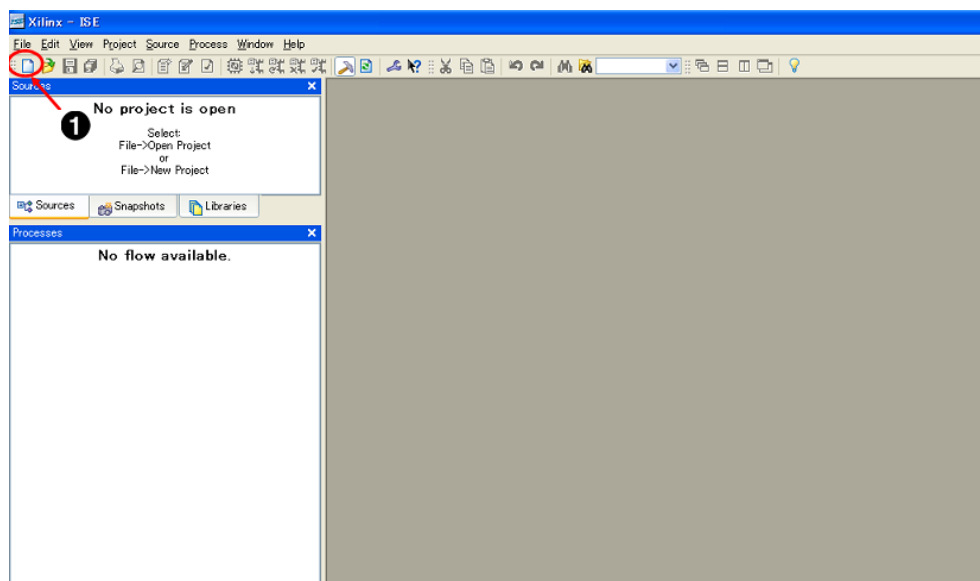 Xilinx - ISE
File Edit View Project Source Process Window Help
Sources
1
No project is open
Select:
File->Open Project
or
File->New Project
Sources Snapshots Libraries
Processes
No flow available.